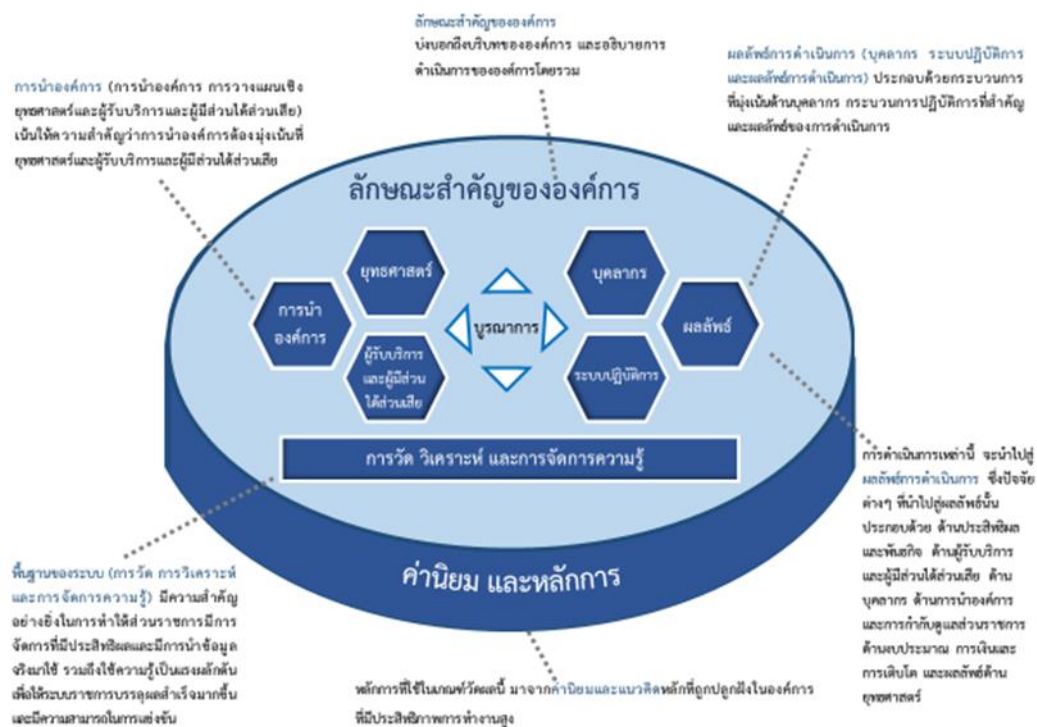 ลักษณะสำคัญขององค์การ
บ่งบอกถึงบริบทขององค์การ และอธิบายการ
ดำเนินการขององค์การโดยรวม
การนำองค์การ (การนำองค์การ การวางแผนเชิง
ยุทธศาสตร์และผู้รับบริการและผู้มีส่วนได้ส่วนเสีย)
เน้นให้ความสำคัญว่าการนำองค์การต้องมุ่งเน้นที่
ยุทธศาสตร์และผู้รับบริการและผู้มีส่วนได้ส่วนเสีย
ผลลัพธ์การดำเนินการ (บุคลากร ระบบปฏิบัติการ
และผลลัพธ์การดำเนินการ) ประกอบด้วยกระบวนการ
ที่มุ่งเน้นด้านบุคลากร กระบวนการปฏิบัติการที่สำคัญ
และผลลัพธ์ของการดำเนินการ
ลักษณะสำคัญขององค์การ
การนำ
องค์การ
ยุทธศาสตร์
ผู้รับบริการ
และผู้มีส่วน
ได้ส่วนเสีย
บูรณาการ
บุคลากร
ระบบปฏิบัติการ
ผลลัพธ์
การวัด วิเคราะห์ และการจัดการความรู้
ค่านิยม และหลักการ
พื้นฐานของระบบ (การวัด การวิเคราะห์
และการจัดการความรู้) มีความสำคัญ
อย่างยิ่งในการทำให้ส่วนราชการมีการ
จัดการที่มีประสิทธิผลและมีการนำข้อมูล
จริงมาใช้ รวมถึงใช้ความรู้เป็นแรงผลักดัน
เพื่อให้ระบบราชการบรรลุผลสำเร็จมากขึ้น
และมีความสามารถในการแข่งขัน
หลักการที่ใช้ในเกณฑ์วัดผลนี้ มาจากค่านิยมและแนวคิดหลักที่ถูกปลูกฝังในองค์การ
ที่มีประสิทธิภาพการทำงานสูง
การดำเนินการเหล่านี้ จะนำไปสู่
ผลลัพธ์การดำเนินการ ซึ่งปัจจัย
ต่างๆ ที่นำไปสู่ผลลัพธ์นั้น
ประกอบด้วย ด้านประสิทธิผล
และพันธกิจ ด้านผู้รับบริการ
และผู้มีส่วนได้ส่วนเสีย ด้าน
บุคลากร ด้านการนำองค์การ
และการกำกับดูแลส่วนราชการ
ด้านงบประมาณ การเงินและ
การเติบโต และผลลัพธ์ด้าน
ยุทธศาสตร์